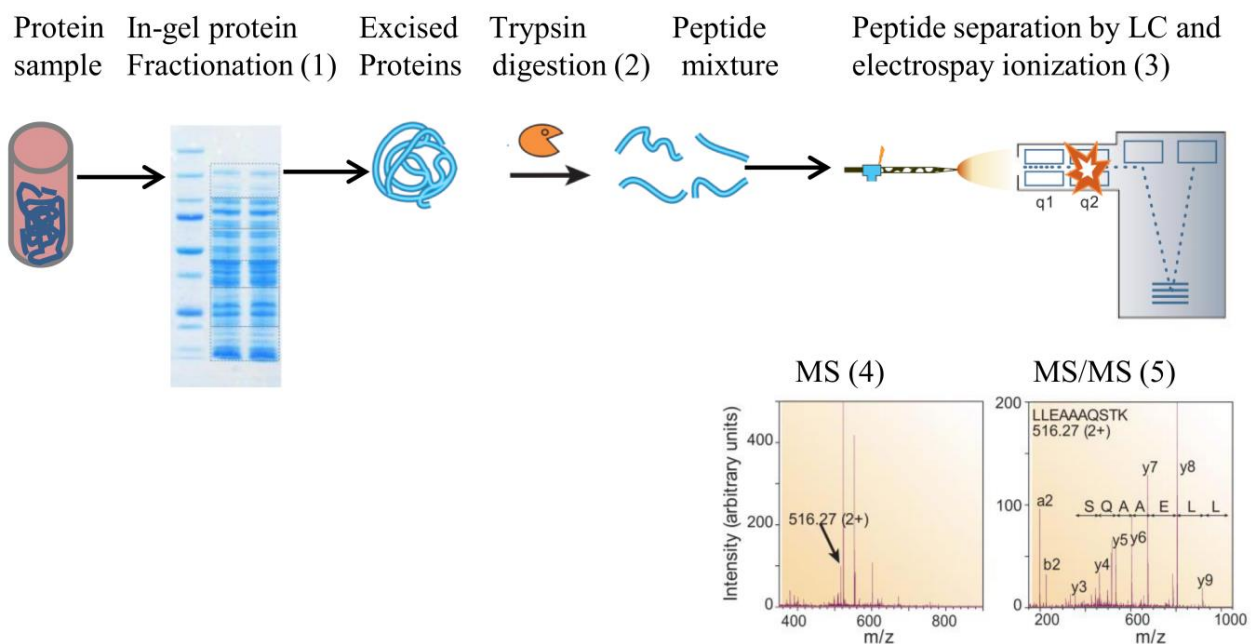 Protein sample
In-gel protein Fractionation (1)
Excised Proteins
Trypsin digestion (2)
Peptide mixture
Peptide separation by LC and
electrospay ionization (3)
q1
q2
MS (4)
Intensity (arbitrary units)
400
200
0
516.27 (2+)
400
600
800
m/z
MS/MS (5)
200
100
0
LLEAAAQSTK
516.27 (2+)
y7
y8
S Q A A E L L
a2
y5
y6
b2
y4
y3
y9
200
600
1000
m/z